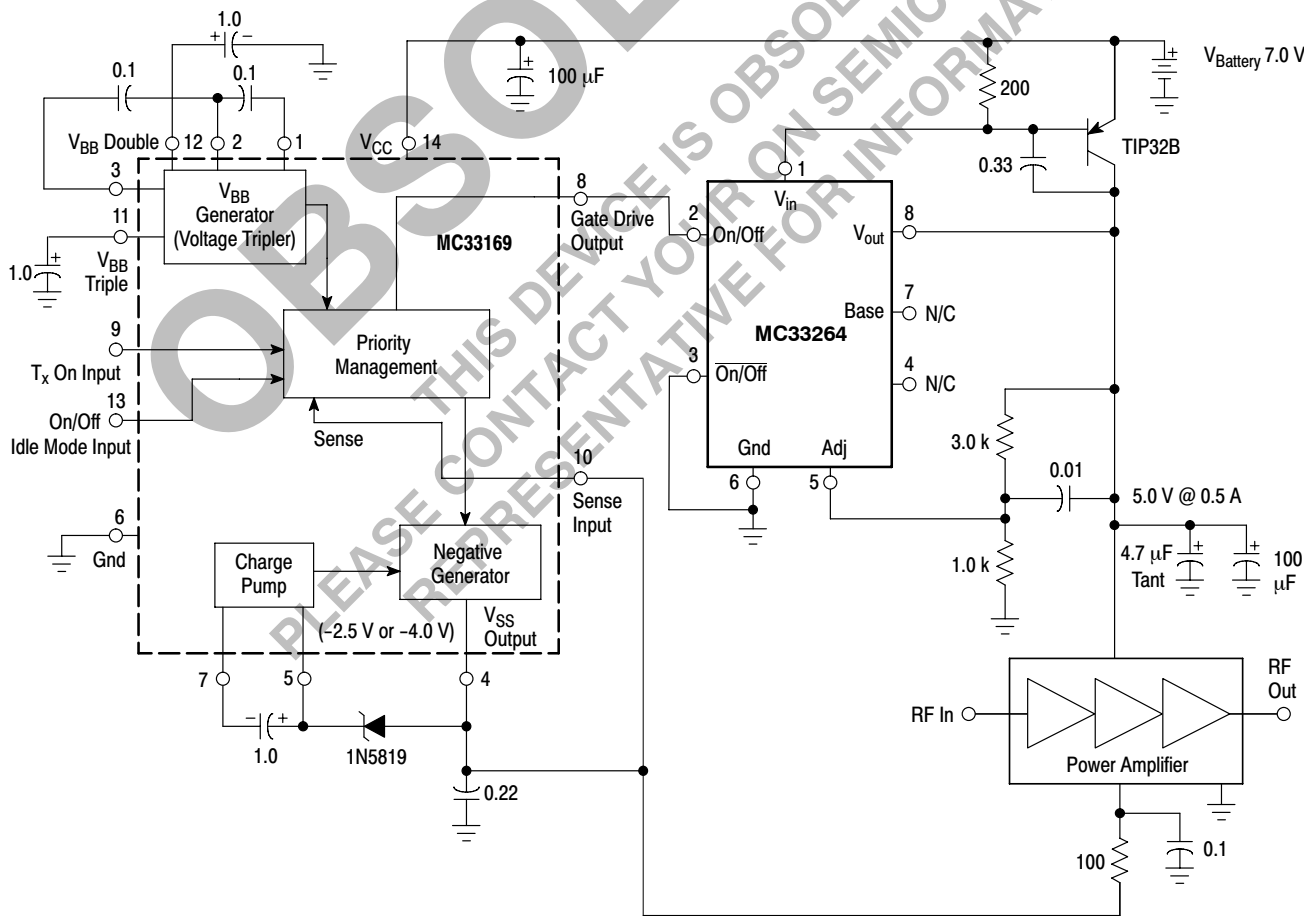 1.0
+ −
0.1
0.1
+
100 μF
200
+
VBattery 7.0 V
TIP32B
0.33
VBB Double
12
2
1
VCC
14
3
VBB
Generator
(Voltage Tripler)
11
VBB
Triple
1.0
+
MC33169
8
Gate Drive
Output
1
Vin
2
On/Off
8
Vout
7
Base
N/C
MC33264
3
On/Off
4
N/C
9
Tx On Input
Priority
Management
13
On/Off
Idle Mode Input
Sense
10
Sense
Input
Gnd
6
Adj
5
3.0 k
0.01
1.0 k
5.0 V @ 0.5 A
4.7 μF
Tant
+
+
100
μF
6
Gnd
Charge
Pump
Negative
Generator
(−2.5 V or −4.0 V)
VSS
Output
7
5
4
− +
1.0
1N5819
0.22
RF In
RF
Out
Power Amplifier
100
0.1
THIS DEVICE IS OBSOL
PLEASE CONTACT YOUR ON SEMIC
REPRESENTATIVE FOR INFORMA
OBSOLE